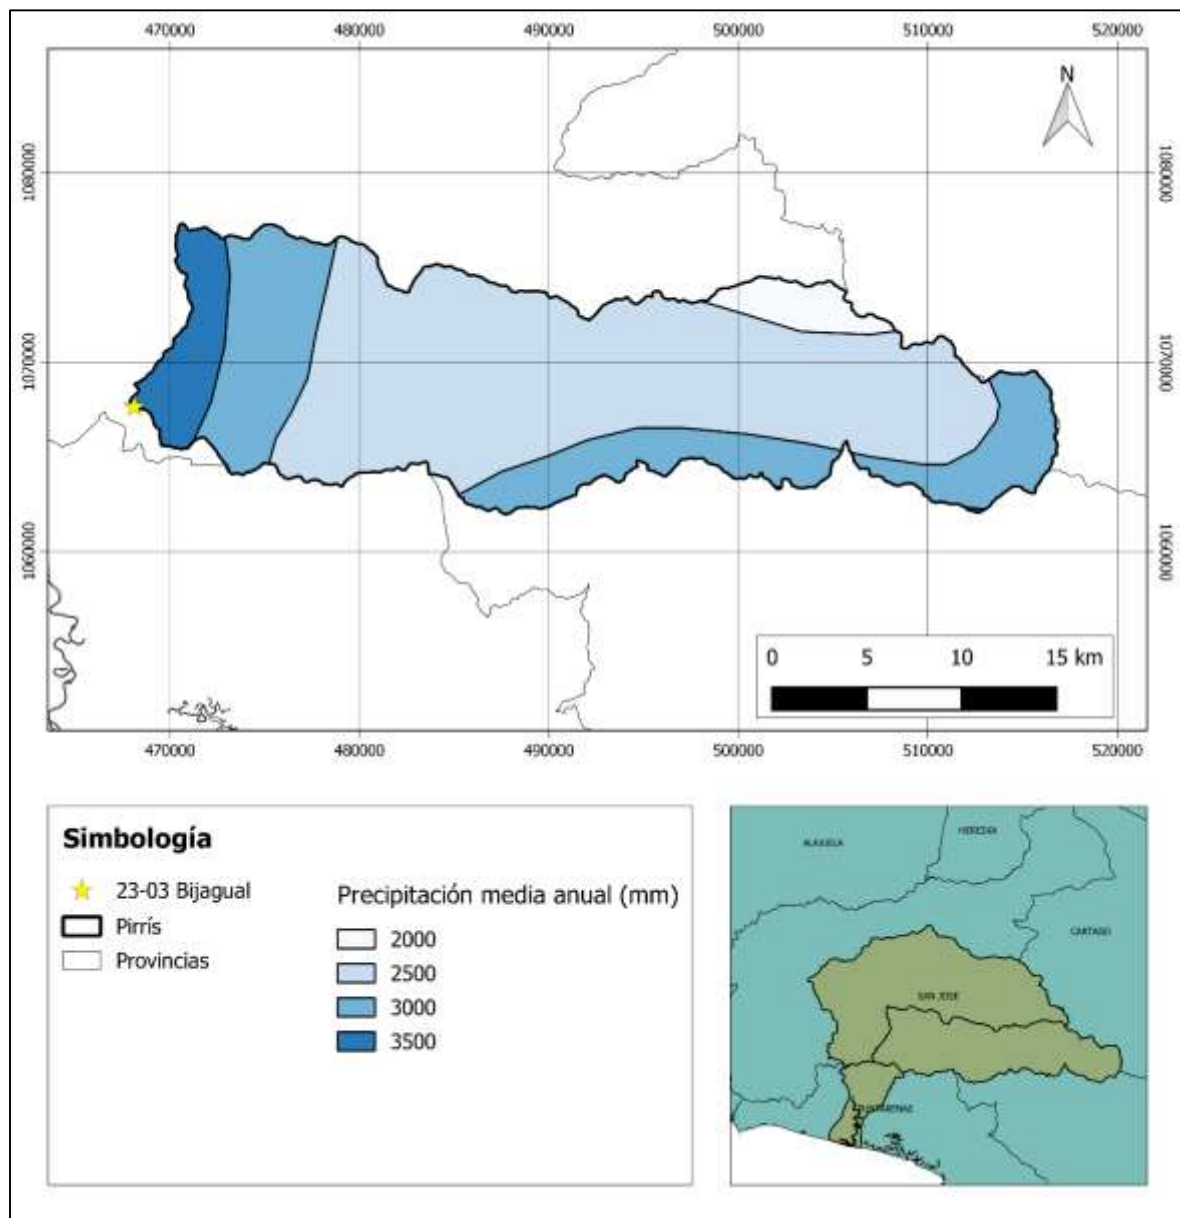 470000 480000 490000 500000 510000 520000
N
1080000 1080000
1070000 1070000
1060000 1060000
0 5 10 15 km
470000 480000 490000 500000 510000 520000
Simbología
23-03 Bijagual
Pirrís
Provincias
Precipitación media anual (mm)
2000
2500
3000
3500
ALAJUELA
HEREDIA
CARTAGO
SAN JOSE
PUNTARENAS